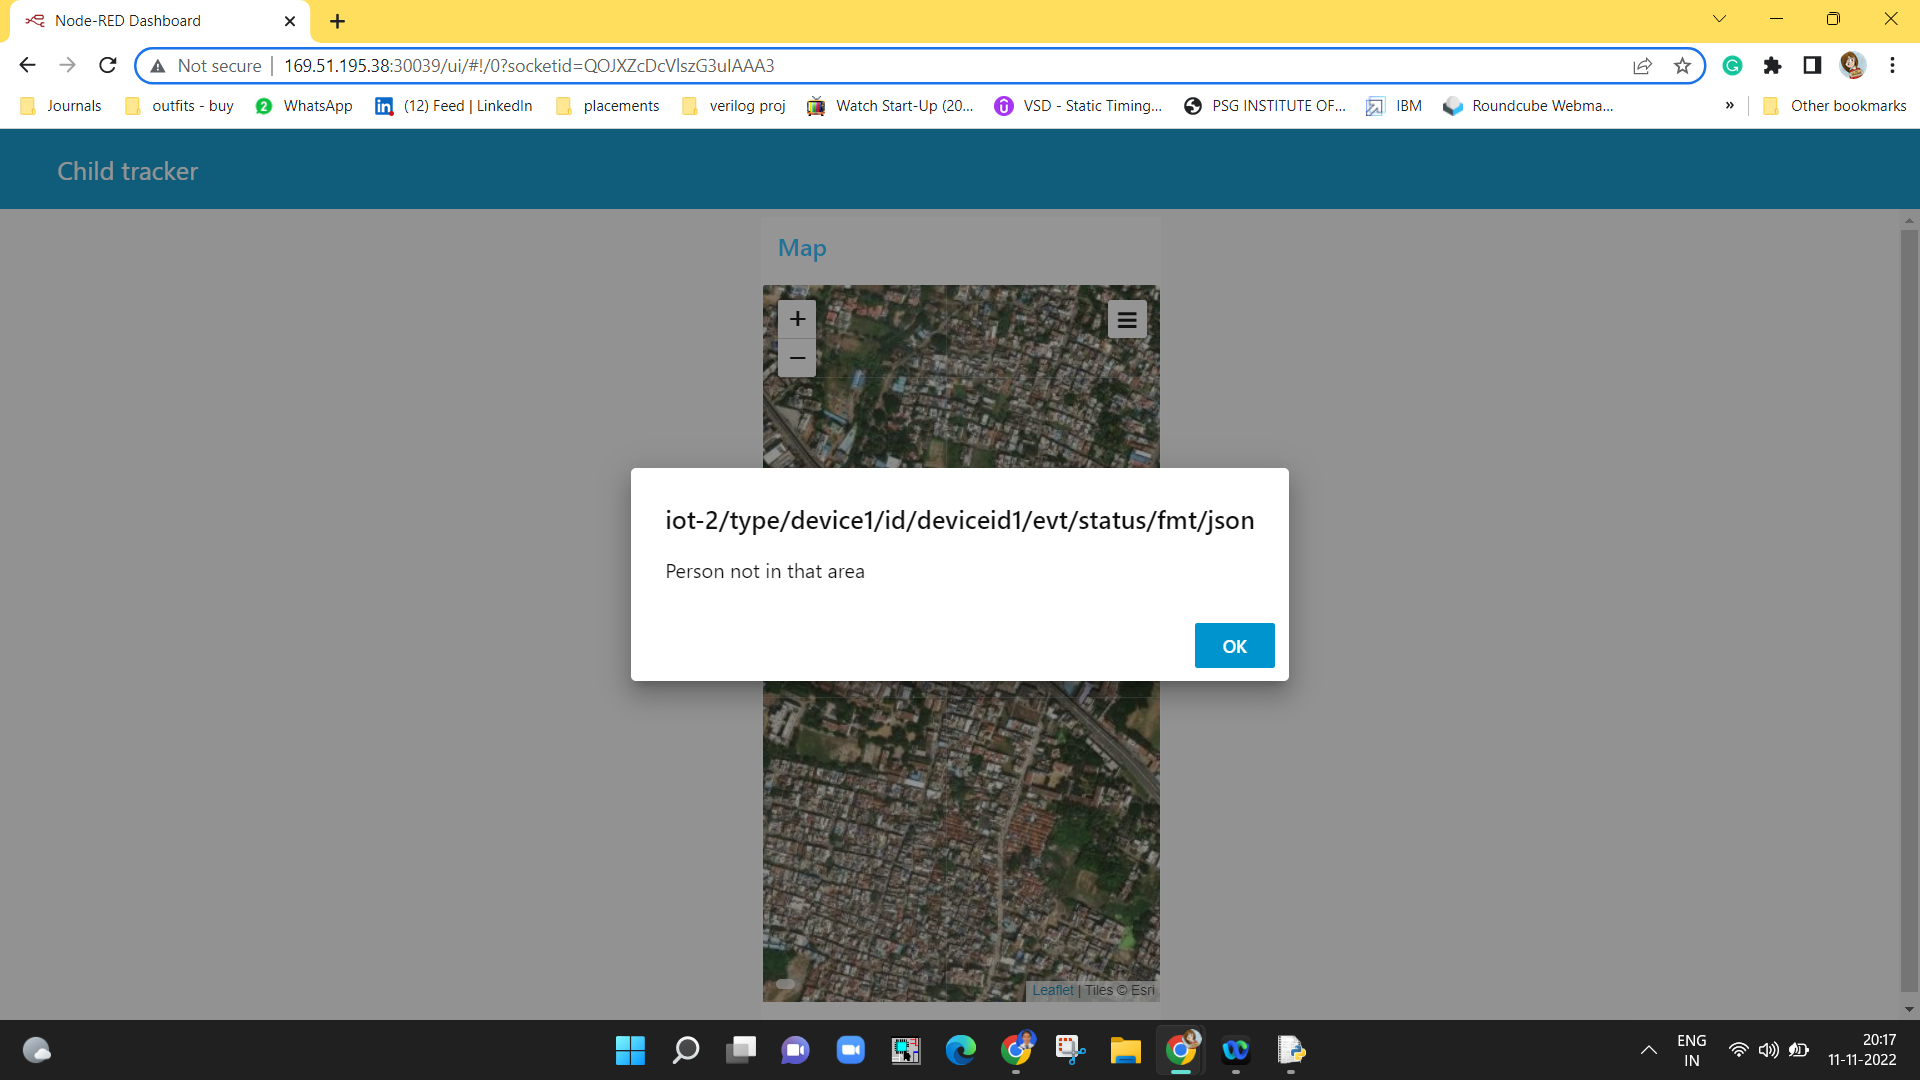 Node-RED Dashboard
Not secure
169.51.195.38:30039/ui/#!/0?socketid=QOJXZcDcVlszG3uIAAA3
Journals
outfits - buy
2
WhatsApp
in
(12) Feed | LinkedIn
placements
verilog proj
Watch Start-Up (20...
VSD - Static Timing...
PSG INSTITUTE OF...
IBM
Roundcube Webma...
»
Other bookmarks
Child tracker
Map
+
−
iot-2/type/device1/id/deviceid1/evt/status/fmt/json
Person not in that area
OK
Leaflet | Tiles © Esri
ENG
IN
20:17
11-11-2022